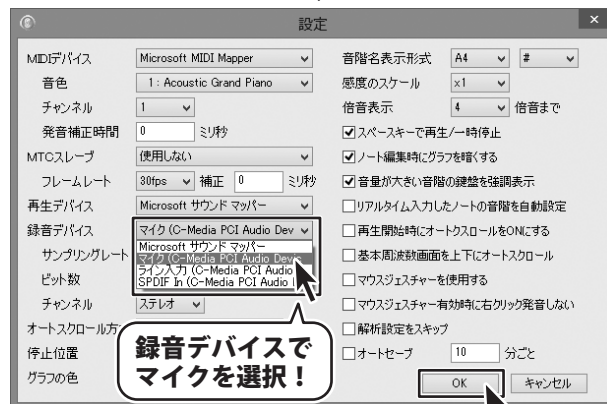 設定
MIDIデバイス Microsoft MIDI Mapper
音色 1 : Acoustic Grand Piano
チャンネル 1
発音補正時間 0 ミリ秒
MTCスレーブ 使用しない
フレームレート 30fps 補正 0 ミリ秒
再生デバイス Microsoft サウンド マッパー
録音デバイス マイク (C-Media PCI Audio Dev
Microsoft サウンド マッパー
サンプリングレート マイク (C-Media PCI Audio Devic
ライン入力 (C-Media PCI Audio
ビット数 SPDIF In (C-Media PCI Audio
チャンネル ステレオ
オートスクロール方
停止位置
グラフの色
録音デバイスで
マイクを選択！
音階名表示形式 A4 #
感度のスケール ×1
倍音表示 4 倍音まで
スペースキーで再生/一時停止
ノート編集時にグラフを暗くする
音量が大きい音階の鍵盤を強調表示
リアルタイム入力したノートの音階を自動設定
再生開始時にオートクスロールをONにする
基本周波数画面を上下にオートスクロール
マウスジェスチャーを使用する
マウスジェスチャー有効時に右クリック発音しない
解析設定をスキップ
オートセーブ 10 分ごと
OK キャンセル